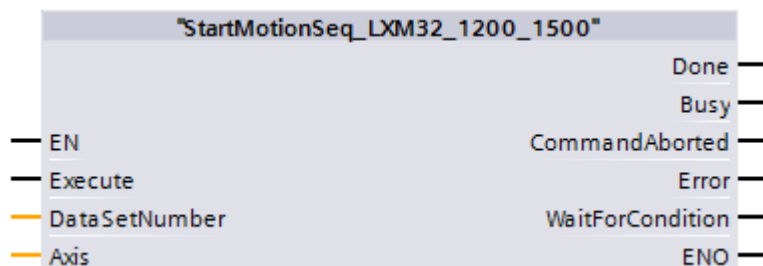 "StartMotionSeq_LXM32_1200_1500"
Done
Busy
EN CommandAborted
Execute Error
DataSetNumber WaitForCondition
Axis ENO